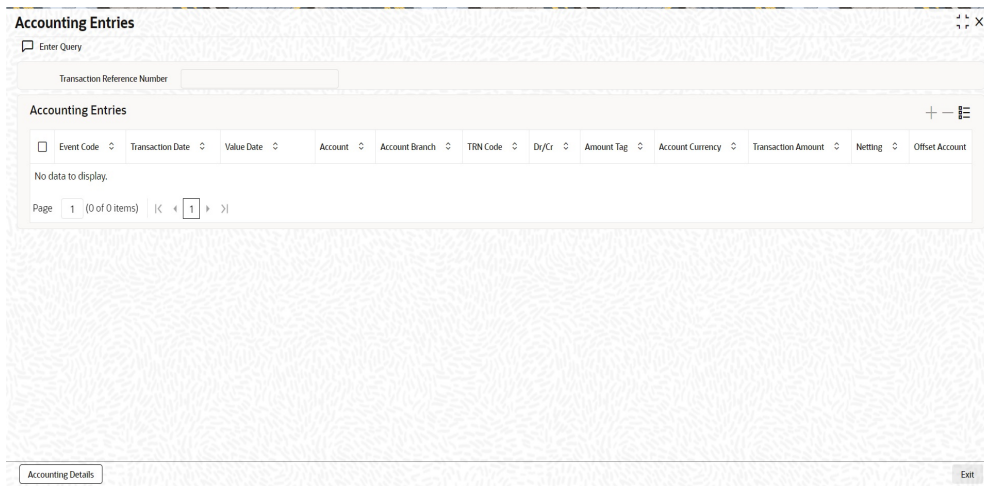 Accounting Entries
Enter Query
Transaction Reference Number
Accounting Entries
Event Code Transaction Date Value Date Account Account Branch TRN Code Dr/Cr Amount Tag Account Currency Transaction Amount Netting Offset Account
No data to display.
Page 1 (0 of 0 items) 1
Accounting Details Exit